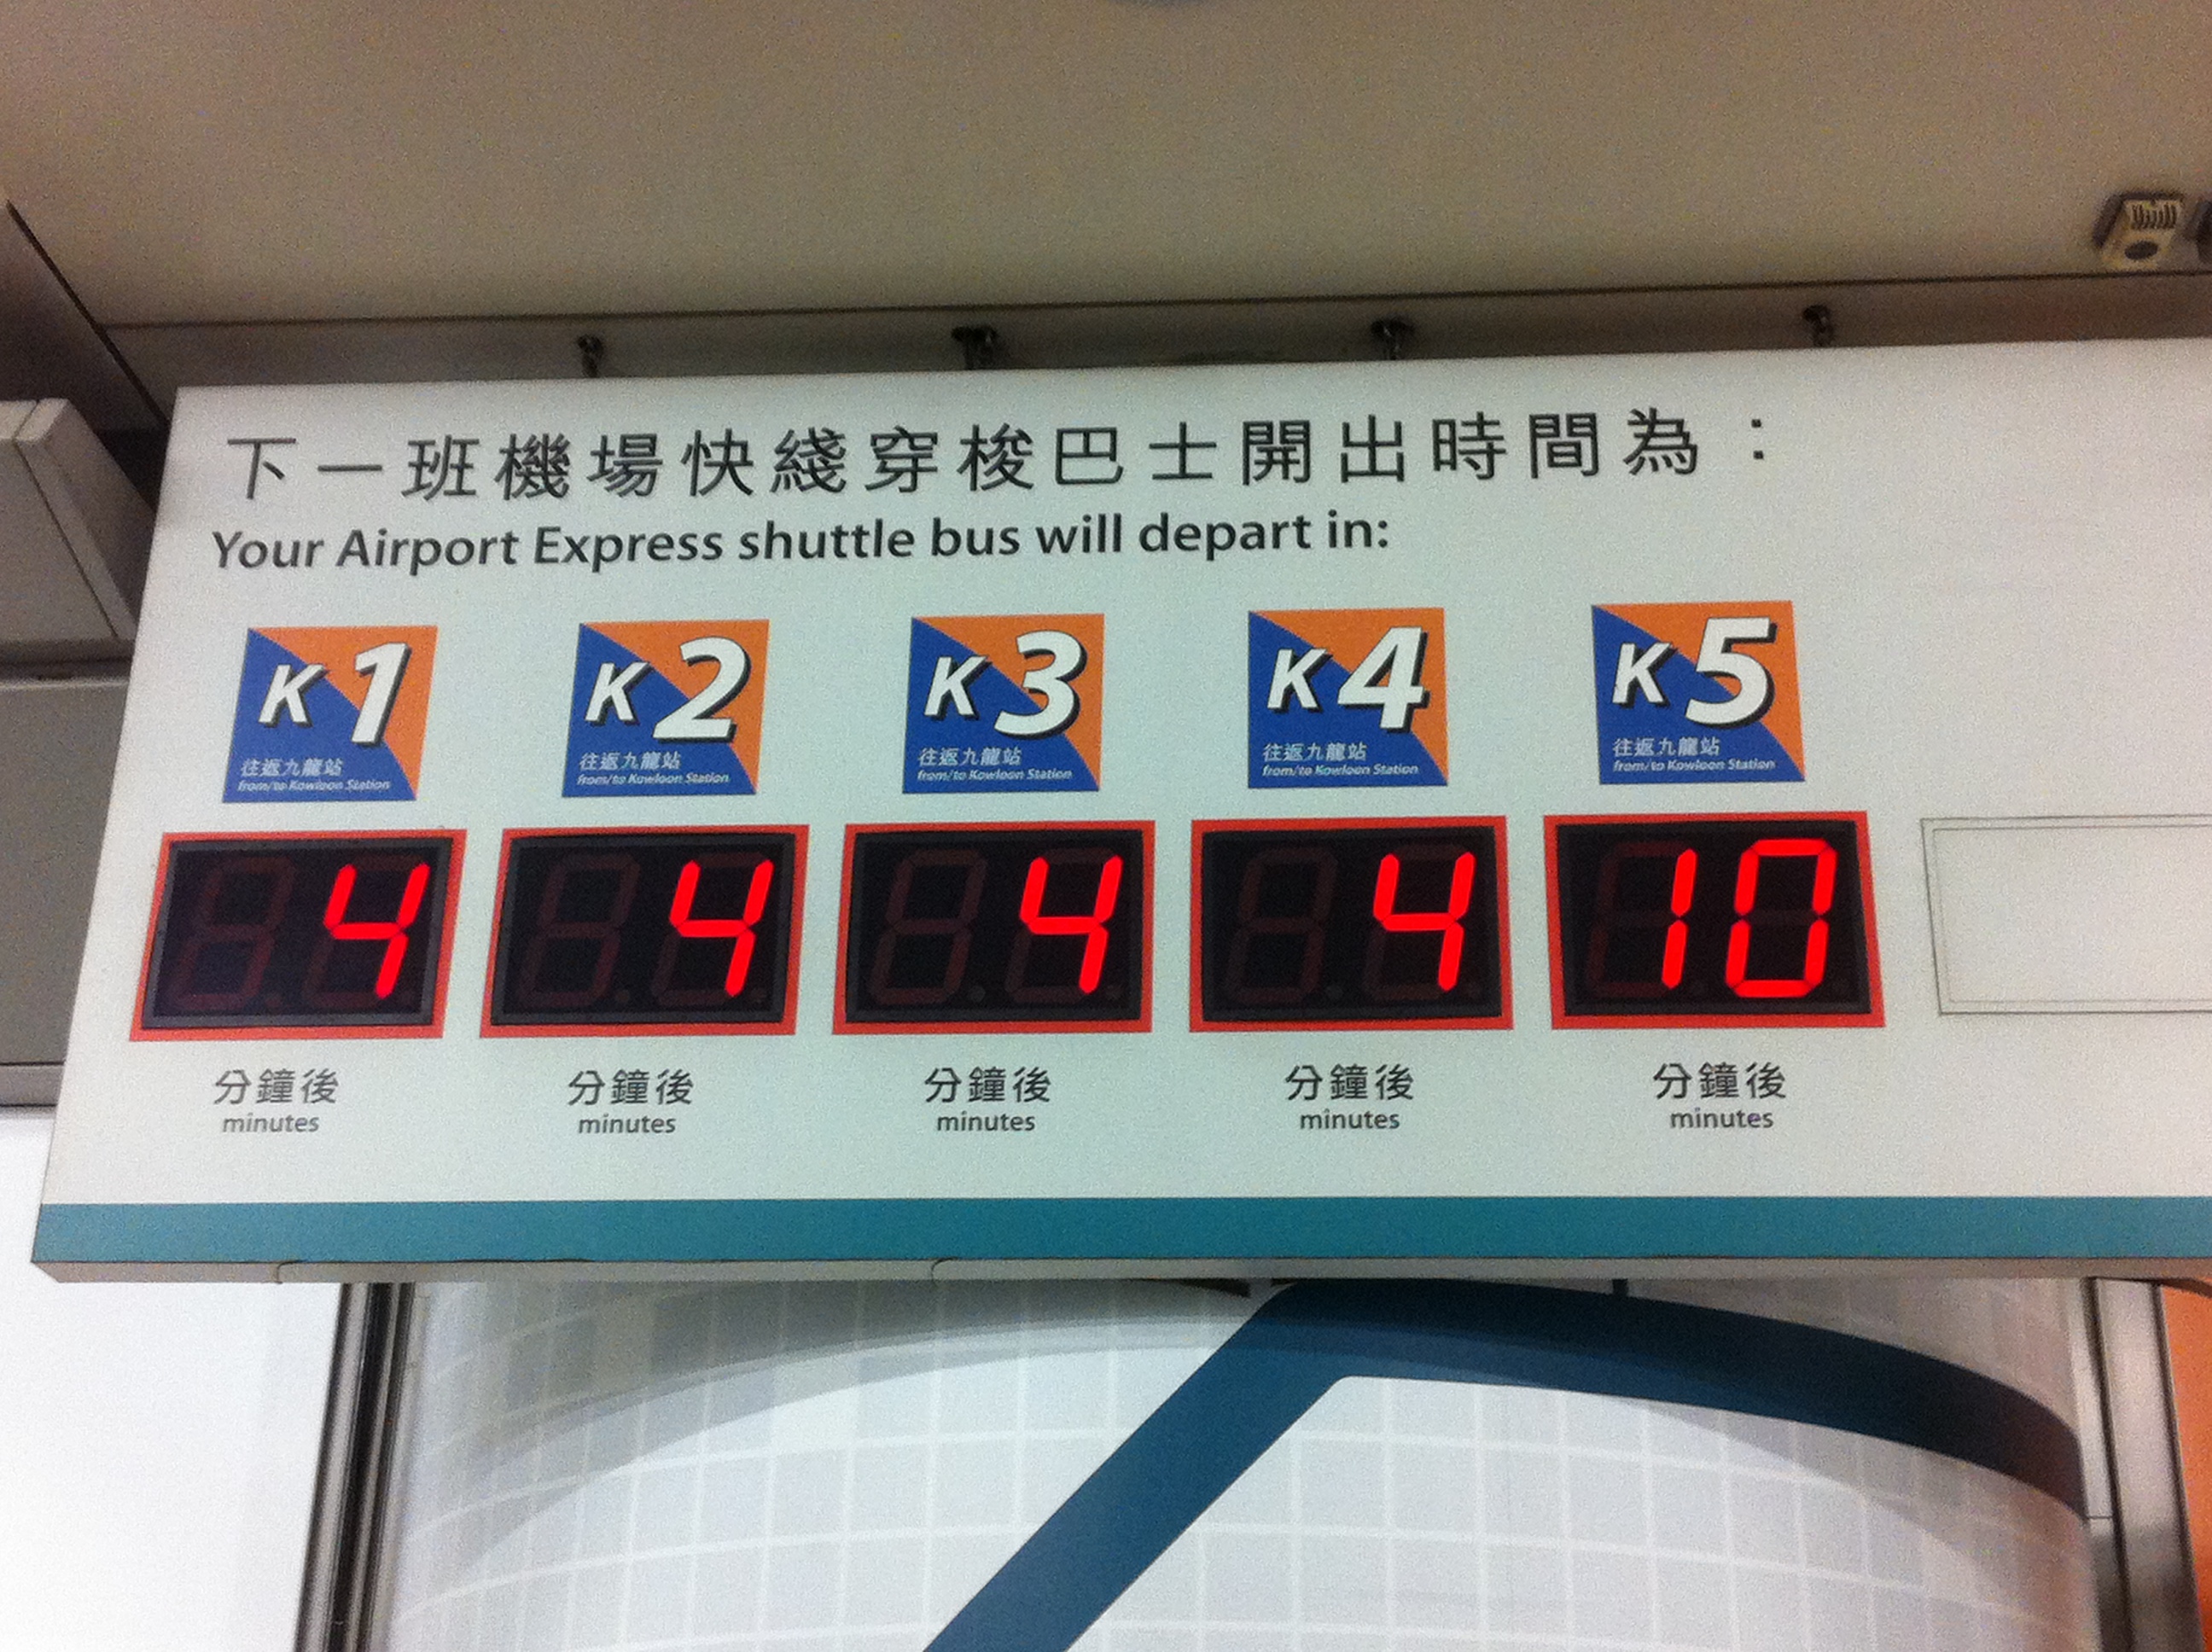 下一班機場快綫穿梭巴士開出時間為：
Your Airport Express shuttle bus will depart in:
K1
往返九龍站
from/to Kowloon Station
K2
往返九龍站
from/to Kowloon Station
K3
往返九龍站
from/to Kowloon Station
K4
往返九龍站
from/to Kowloon Station
K5
往返九龍站
from/to Kowloon Station
4
4
4
4
10
分鐘後
minutes
分鐘後
minutes
分鐘後
minutes
分鐘後
minutes
分鐘後
minutes